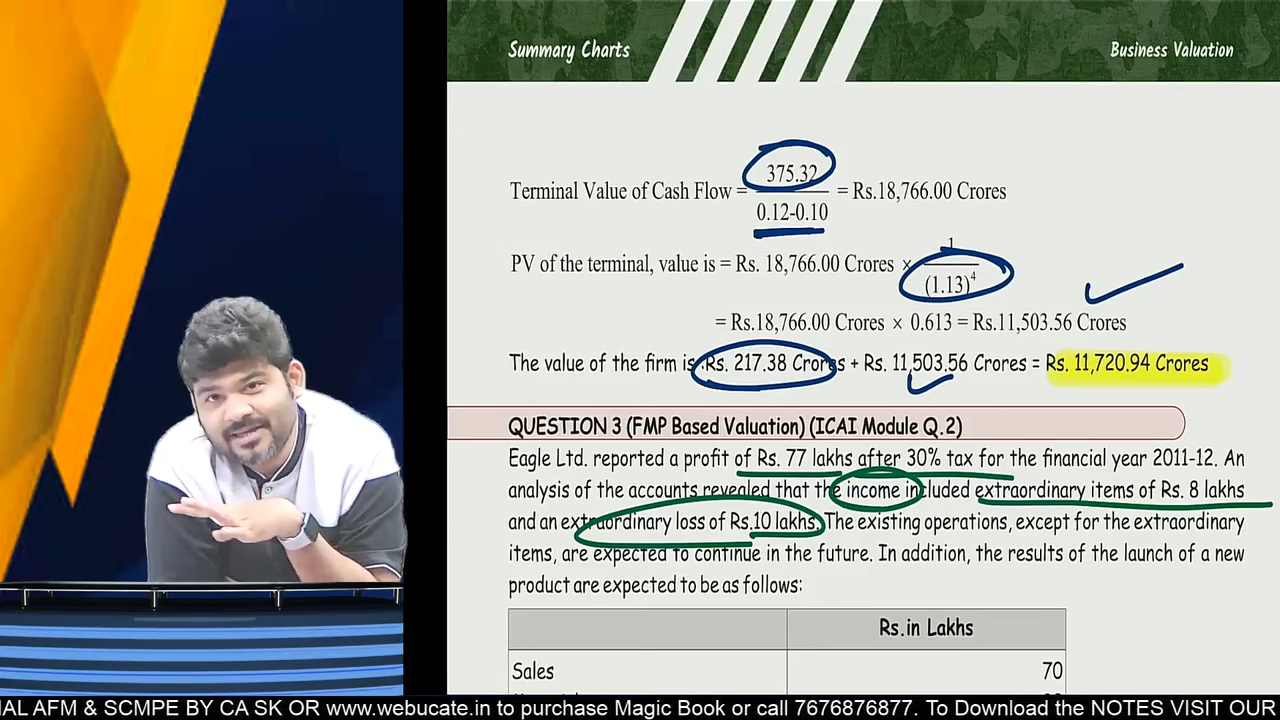 Summary Charts
Business Valuation
Terminal Value of Cash Flow = 375.32 / 0.12-0.10 = Rs.18,766.00 Crores
PV of the terminal, value is = Rs. 18,766.00 Crores × 1 / (1.13)^4
= Rs.18,766.00 Crores × 0.613 = Rs.11,503.56 Crores
The value of the firm is :Rs. 217.38 Crores + Rs. 11,503.56 Crores = Rs. 11,720.94 Crores
QUESTION 3 (FMP Based Valuation) (ICAI Module Q.2)
Eagle Ltd. reported a profit of Rs. 77 lakhs after 30% tax for the financial year 2011-12. An
analysis of the accounts revealed that the income included extraordinary items of Rs. 8 lakhs
and an extraordinary loss of Rs.10 lakhs. The existing operations, except for the extraordinary
items, are expected to continue in the future. In addition, the results of the launch of a new
product are expected to be as follows:
Rs.in Lakhs
Sales 70
AL AFM & SCMPE BY CA SK OR www.webucate.in to purchase Magic Book or call 7676876877. To Download the NOTES VISIT OUR